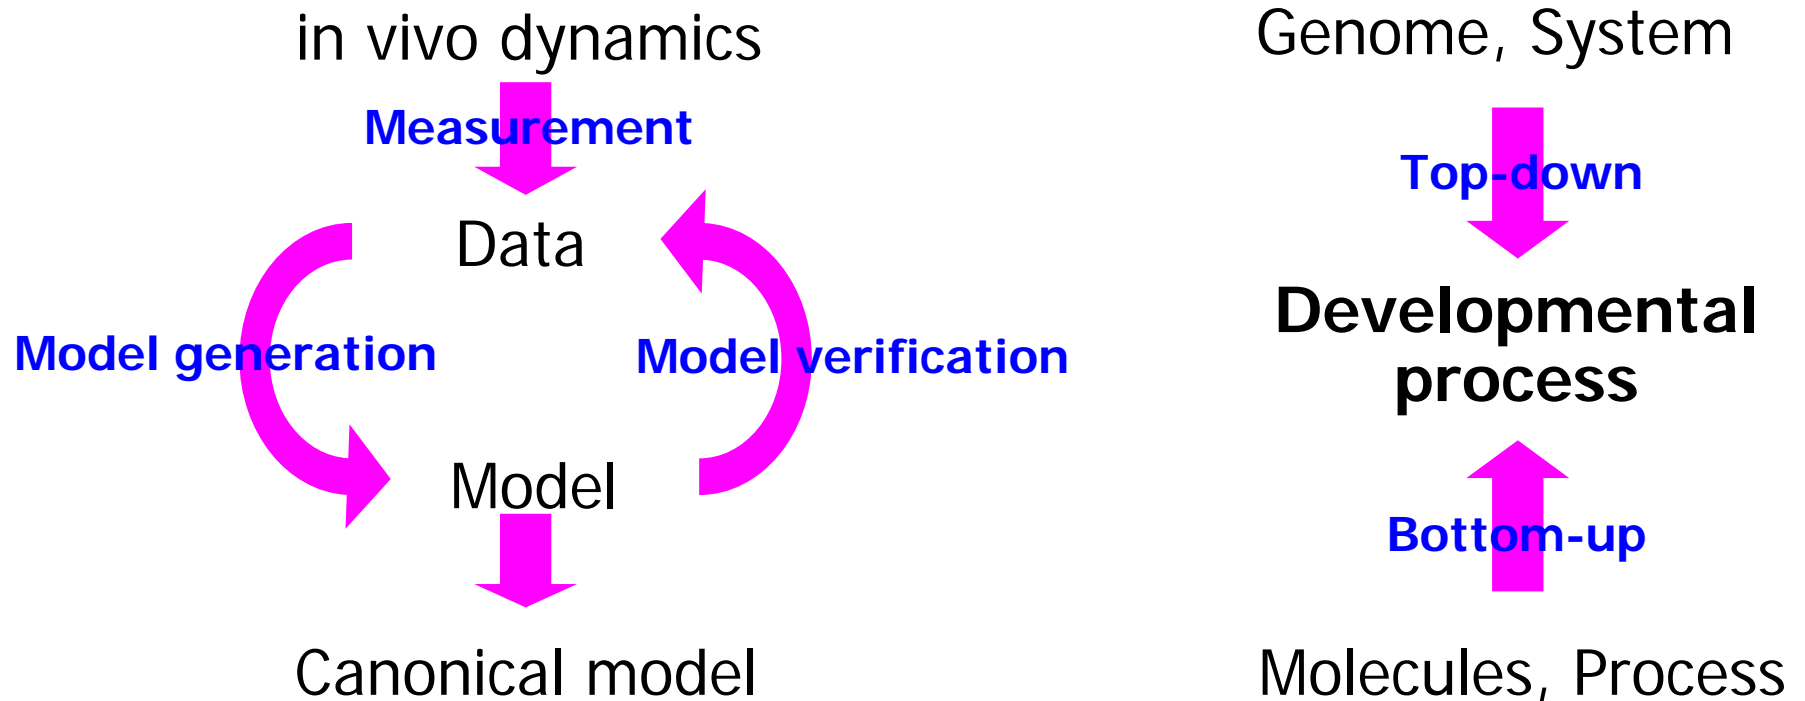 in vivo dynamics
Measurement
Data
Model generation
Model verification
Model
Canonical model
Genome, System
Top-down
Developmental
process
Bottom-up
Molecules, Process